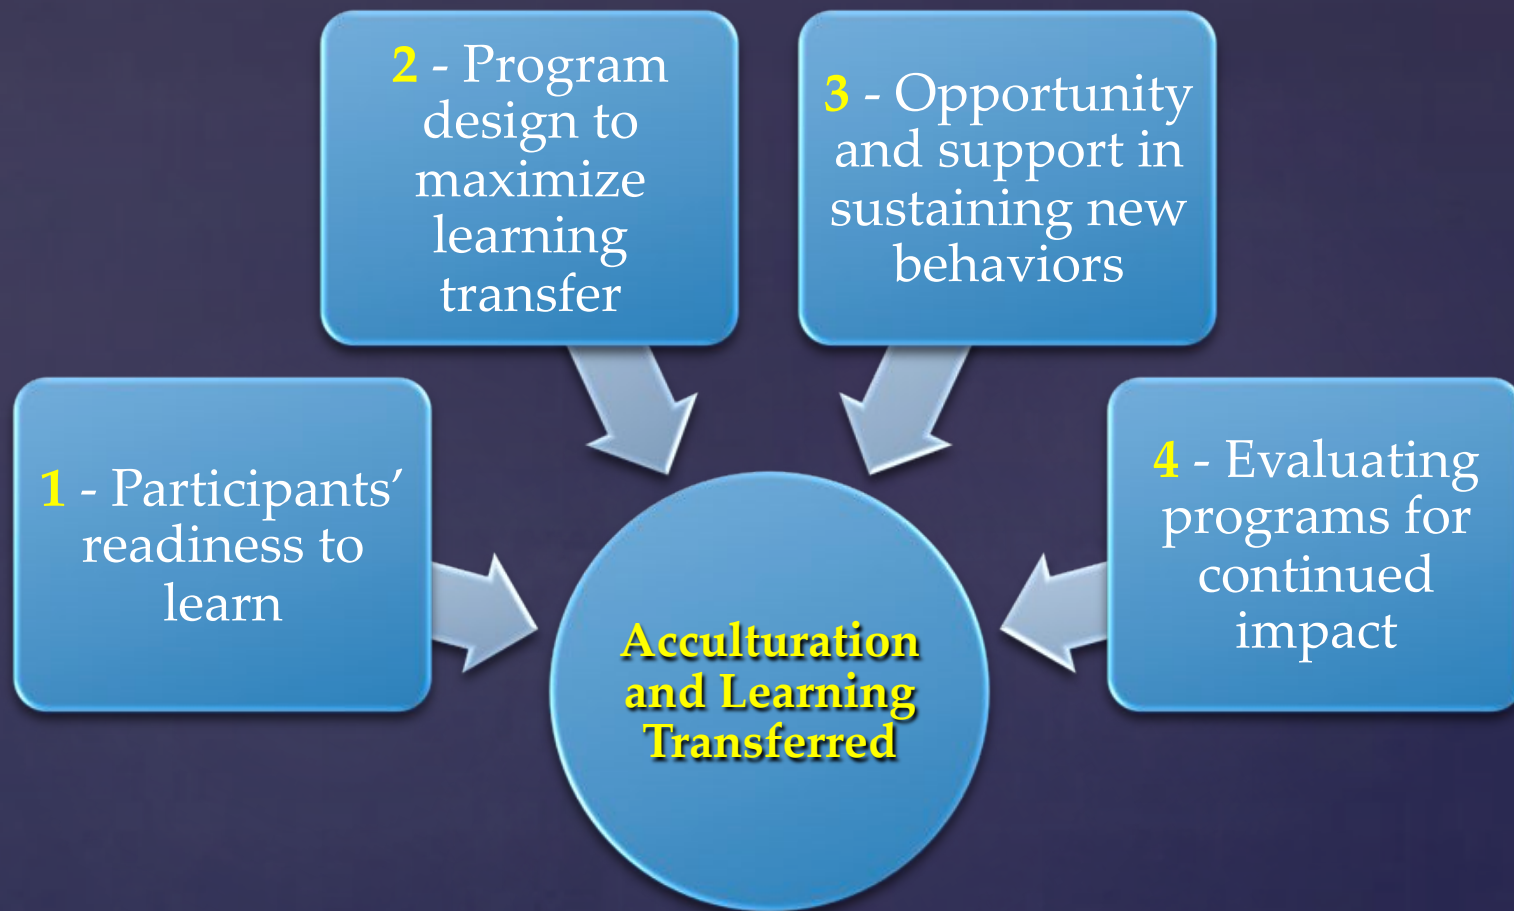 1 - Participants’
readiness to
learn
2 - Program
design to
maximize
learning
transfer
3 - Opportunity
and support in
sustaining new
behaviors
4 - Evaluating
programs for
continued
impact
Acculturation
and Learning
Transferred